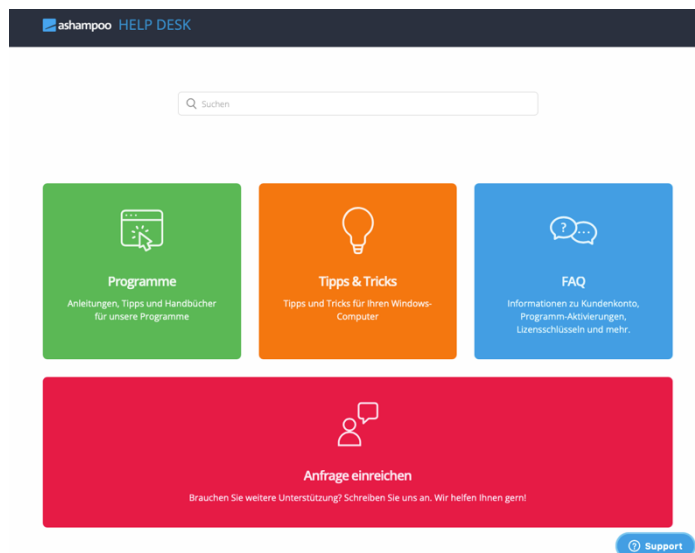 ashampoo HELP DESK
Suchen
Programme
Anleitungen, Tipps und Handbücher
für unsere Programme
Tipps & Tricks
Tipps und Tricks für Ihren Windows-
Computer
FAQ
Informationen zu Kundenkonto,
Programm-Aktivierungen,
Lizensschlüsseln und mehr.
Anfrage einreichen
Brauchen Sie weitere Unterstützung? Schreiben Sie uns an. Wir helfen Ihnen gern!
Support